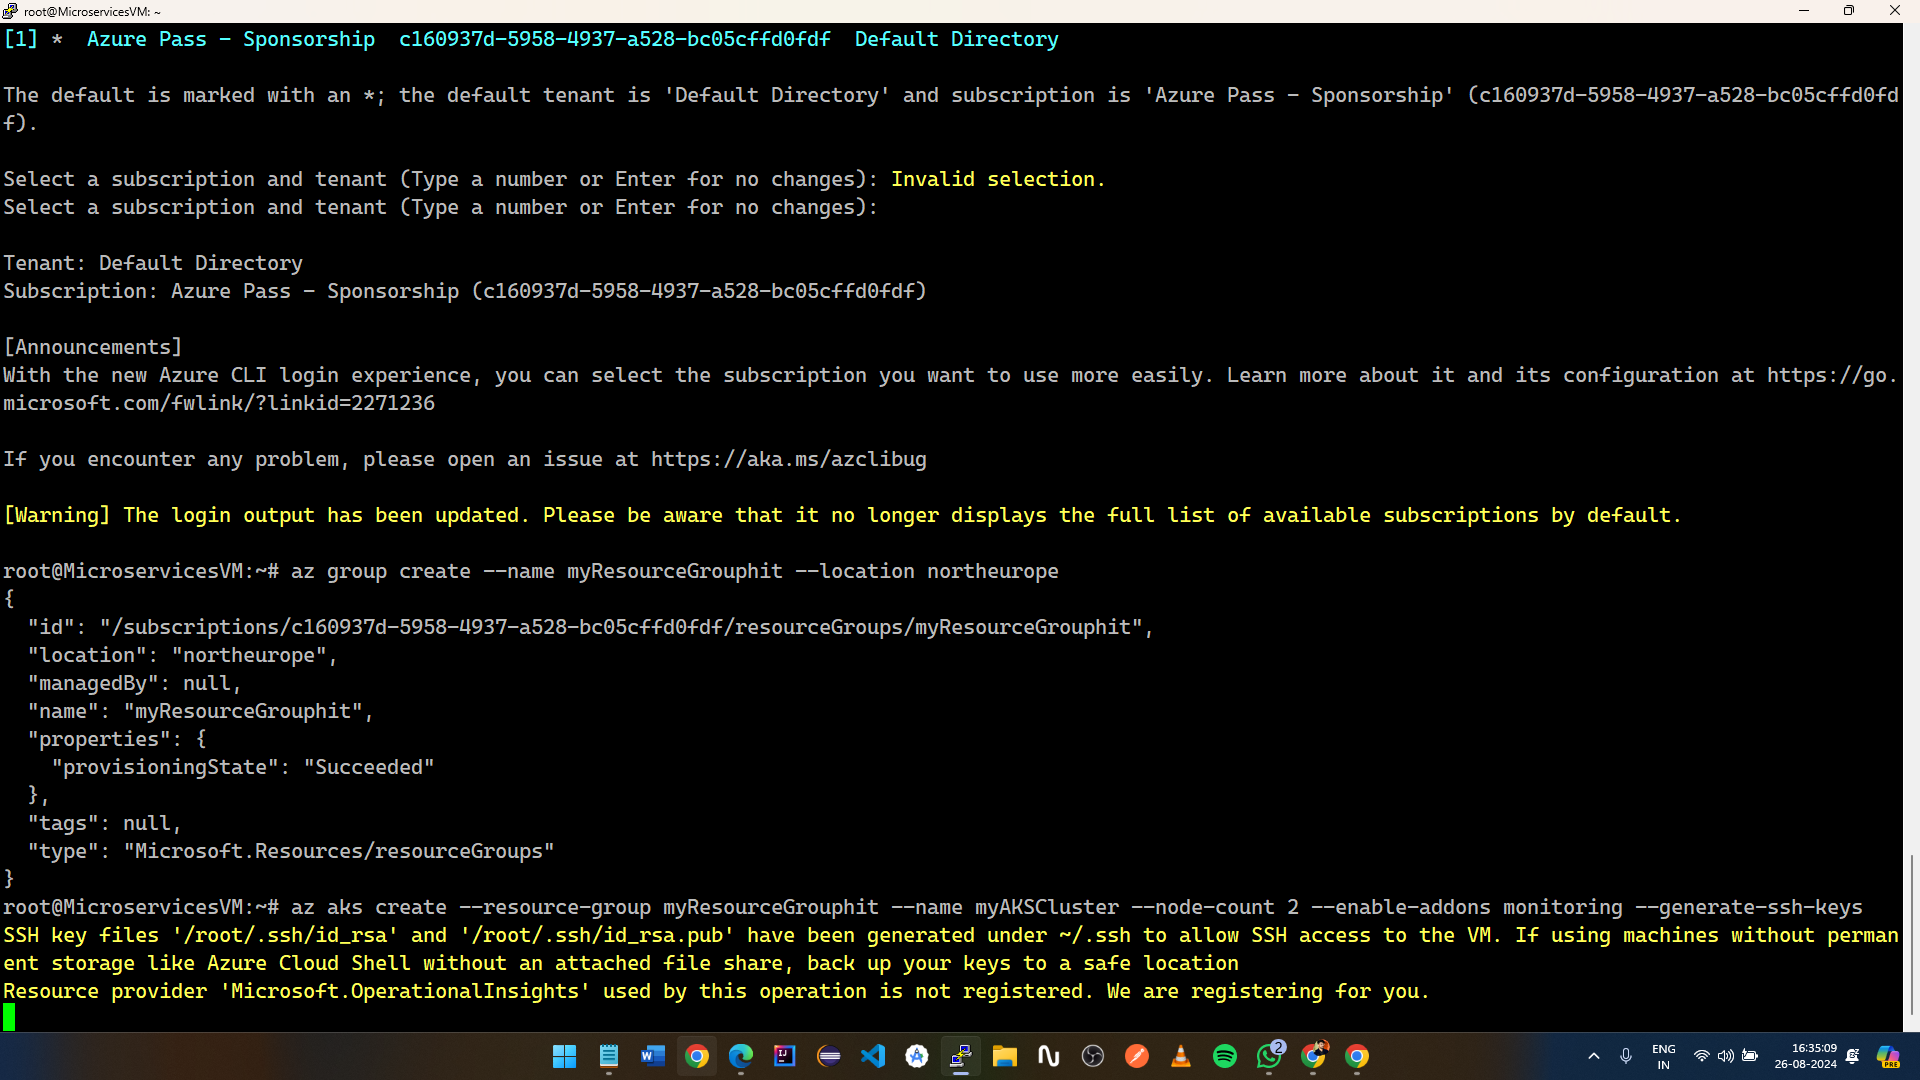 root@MicroservicesVM: ~
[1] *  Azure Pass - Sponsorship  c160937d-5958-4937-a528-bc05cffd0fdf  Default Directory
The default is marked with an *; the default tenant is 'Default Directory' and subscription is 'Azure Pass - Sponsorship' (c160937d-5958-4937-a528-bc05cffd0fd
f).
Select a subscription and tenant (Type a number or Enter for no changes): Invalid selection.
Select a subscription and tenant (Type a number or Enter for no changes):
Tenant: Default Directory
Subscription: Azure Pass - Sponsorship (c160937d-5958-4937-a528-bc05cffd0fdf)
[Announcements]
With the new Azure CLI login experience, you can select the subscription you want to use more easily. Learn more about it and its configuration at https://go.
microsoft.com/fwlink/?linkid=2271236
If you encounter any problem, please open an issue at https://aka.ms/azclibug
[Warning] The login output has been updated. Please be aware that it no longer displays the full list of available subscriptions by default.
root@MicroservicesVM:~# az group create --name myResourceGrouphit --location northeurope
{
  "id": "/subscriptions/c160937d-5958-4937-a528-bc05cffd0fdf/resourceGroups/myResourceGrouphit",
  "location": "northeurope",
  "managedBy": null,
  "name": "myResourceGrouphit",
  "properties": {
    "provisioningState": "Succeeded"
  },
  "tags": null,
  "type": "Microsoft.Resources/resourceGroups"
}
root@MicroservicesVM:~# az aks create --resource-group myResourceGrouphit --name myAKSCluster --node-count 2 --enable-addons monitoring --generate-ssh-keys
SSH key files '/root/.ssh/id_rsa' and '/root/.ssh/id_rsa.pub' have been generated under ~/.ssh to allow SSH access to the VM. If using machines without perman
ent storage like Azure Cloud Shell without an attached file share, back up your keys to a safe location
Resource provider 'Microsoft.OperationalInsights' used by this operation is not registered. We are registering for you.
2
ENG
IN
16:35:09
26-08-2024
PRE